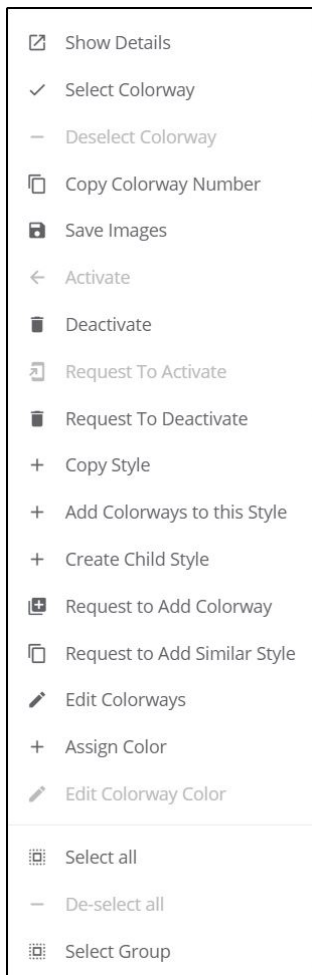 Show Details
Select Colorway
Deselect Colorway
Copy Colorway Number
Save Images
Activate
Deactivate
Request To Activate
Request To Deactivate
Copy Style
Add Colorways to this Style
Create Child Style
Request to Add Colorway
Request to Add Similar Style
Edit Colorways
Assign Color
Edit Colorway Color
Select all
De-select all
Select Group